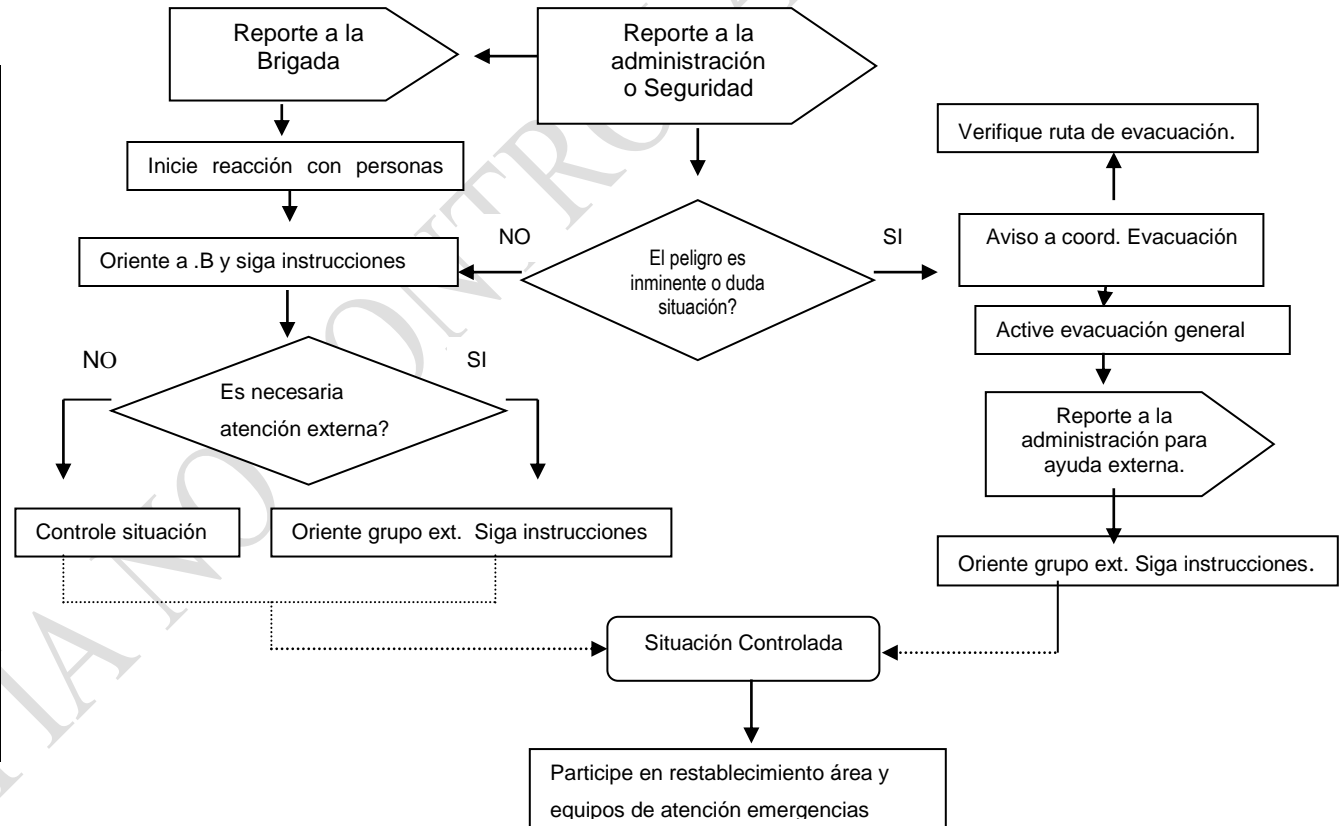 Reporte a la
Brigada
Reporte a la
administración
o Seguridad
Verifique ruta de evacuación.
Inicie reacción con personas
NO
SI
Oriente a .B y siga instrucciones
El peligro es
inminente o duda
situación?
Aviso a coord. Evacuación
Active evacuación general
NO
SI
Es necesaria
atención externa?
Reporte a la
administración para
ayuda externa.
Controle situación
Oriente grupo ext. Siga instrucciones
Oriente grupo ext. Siga instrucciones.
Situación Controlada
Participe en restablecimiento área y
equipos de atención emergencias